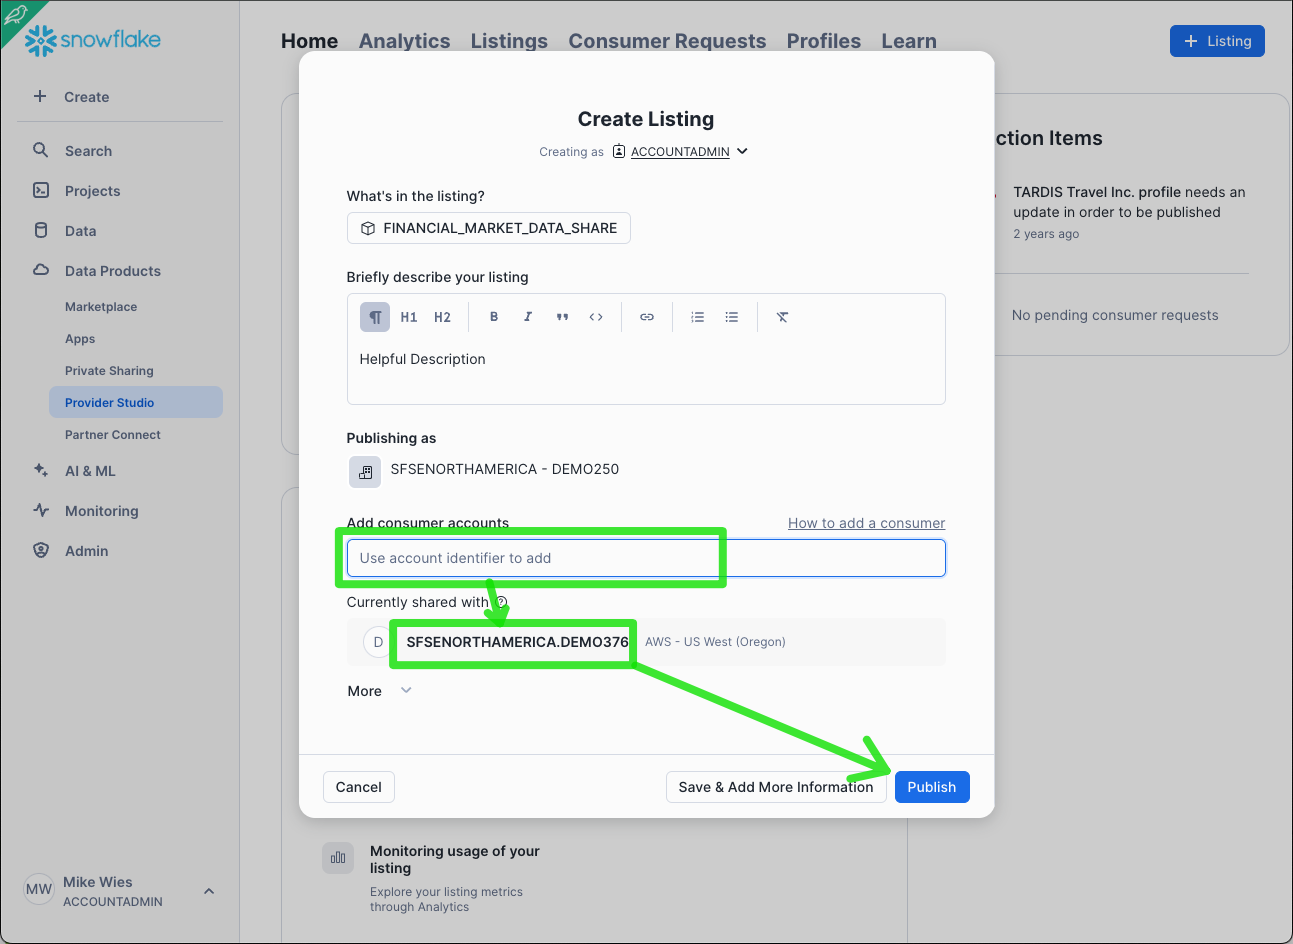 snowflake
Home Analytics Listings Consumer Requests Profiles Learn
+ Listing
Create
Search
Projects
Data
Data Products
Marketplace
Apps
Private Sharing
Provider Studio
Partner Connect
AI & ML
Monitoring
Admin
MW
Mike Wies
ACCOUNTADMIN
Create Listing
Creating as ACCOUNTADMIN
What's in the listing?
FINANCIAL_MARKET_DATA_SHARE
Briefly describe your listing
¶ H1 H2 B I
Helpful Description
Publishing as
SFSENORTHAMERICA - DEMO250
Add consumer accounts
How to add a consumer
Use account identifier to add
Currently shared with ?
D SFSENORTHAMERICA.DEMO376 AWS - US West (Oregon)
More
Cancel
Save & Add More Information
Publish
ction Items
TARDIS Travel Inc. profile needs an
update in order to be published
2 years ago
No pending consumer requests
Monitoring usage of your
listing
Explore your listing metrics
through Analytics